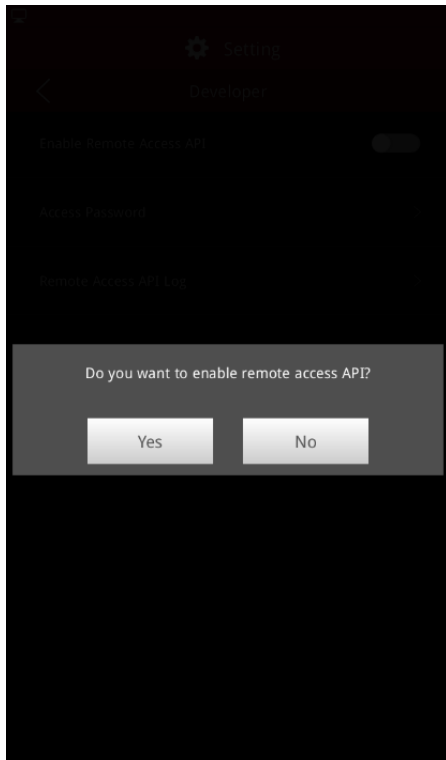 Setting
Developer
Enable Remote Access API
Access Password
Remote Access API Log
Do you want to enable remote access API?
Yes
No